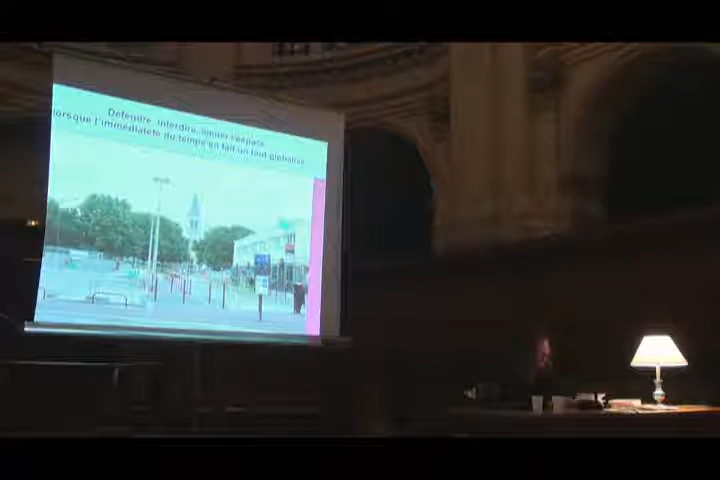 Défendre, interdire, limiter l'espace
lorsque l'immédiateté du temps en fait un tout globalisé